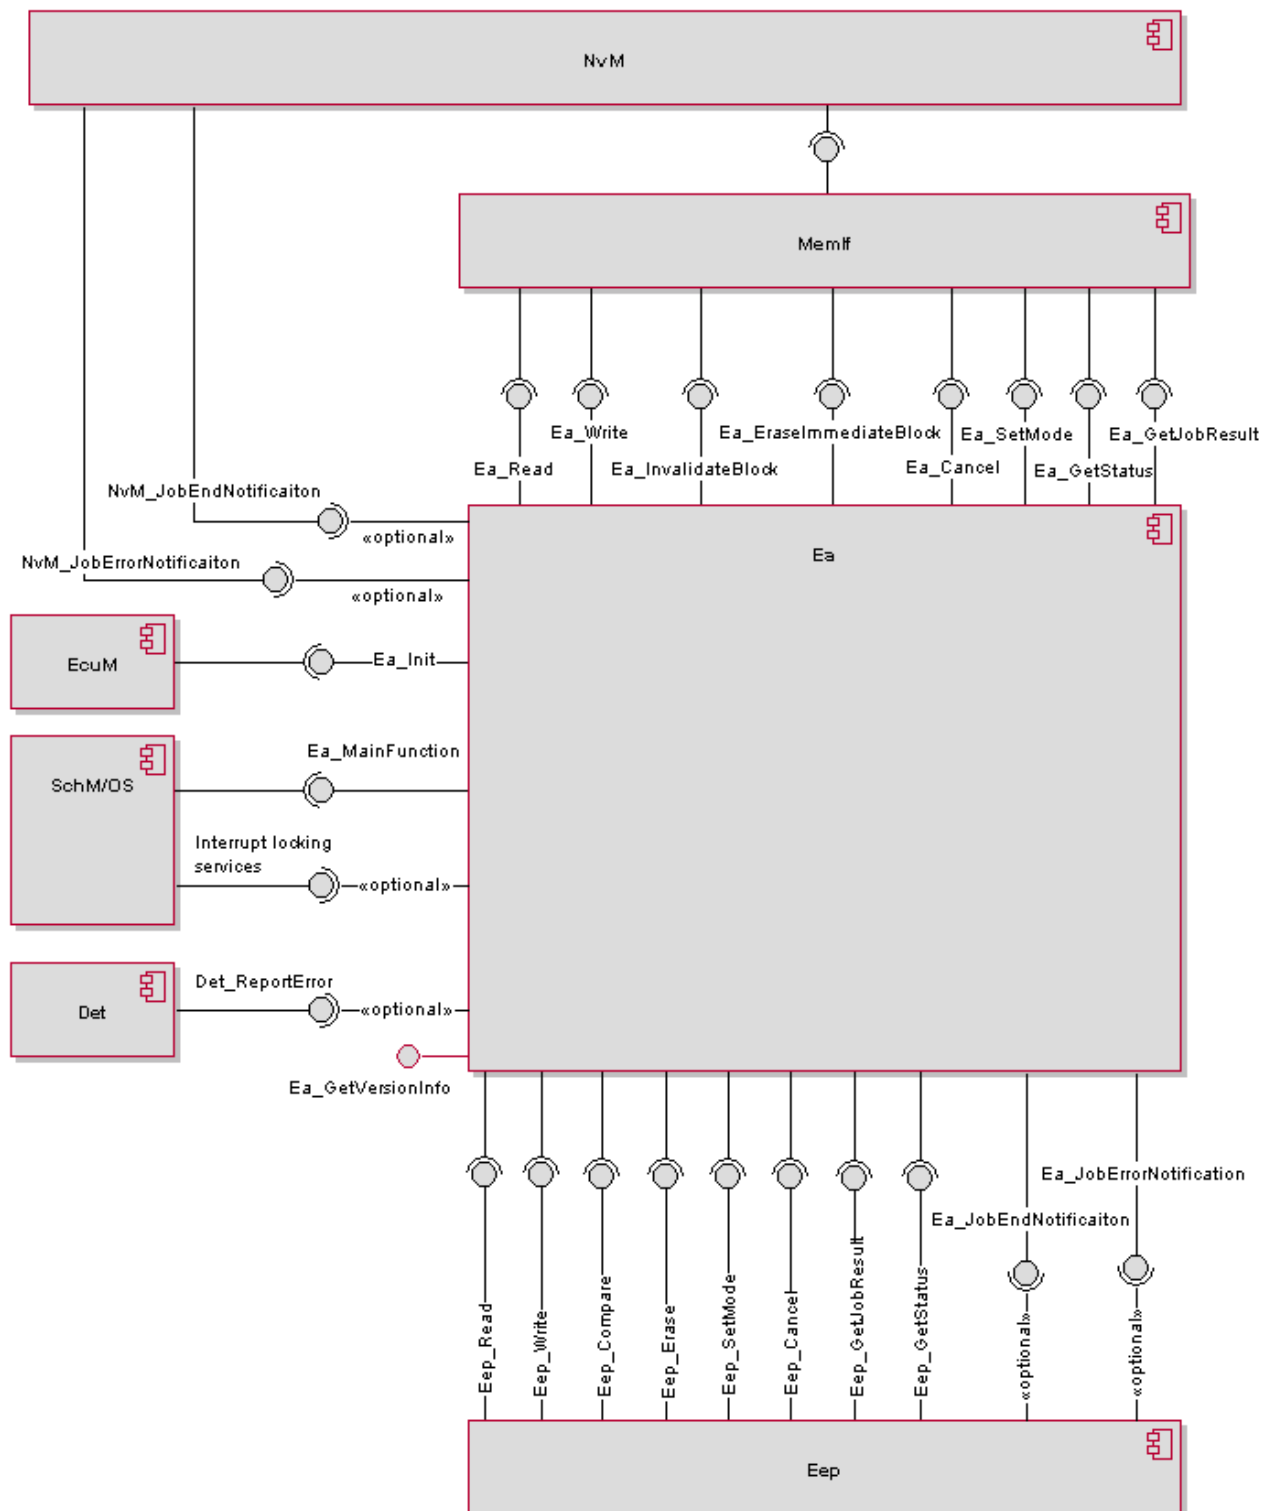 NvM
MemIf
Ea_Write
Ea_EraseImmediateBlock
Ea_SetMode
Ea_GetJobResult
Ea_Read
Ea_InvalidateBlock
Ea_Cancel
Ea_GetStatus
NvM_JobEndNotificaiton
«optional»
Ea
NvM_JobErrorNotificaiton
«optional»
EcuM
Ea_Init
SchM/OS
Ea_MainFunction
Interrupt locking
services
«optional»
Det
Det_ReportError
«optional»
Ea_GetVersionInfo
Ea_JobErrorNotification
Ea_JobEndNotificaiton
Eep_Read
Eep_Write
Eep_Compare
Eep_Erase
Eep_SetMode
Eep_Cancel
Eep_GetJobResult
Eep_GetStatus
«optional»
«optional»
Eep